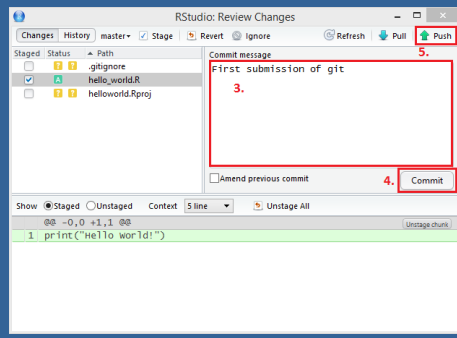 RStudio: Review Changes
Changes History master Stage Revert Ignore Refresh Pull Push
5.
Staged Status Path
? ? .gitignore
A hello_world.R
? ? helloworld.Rproj
Commit message
First submission of git
3.
Amend previous commit
4. Commit
Show Staged Unstaged Context 5 line Unstage All
@@ -0,0 +1,1 @@ Unstage chunk
1 print("Hello World!")